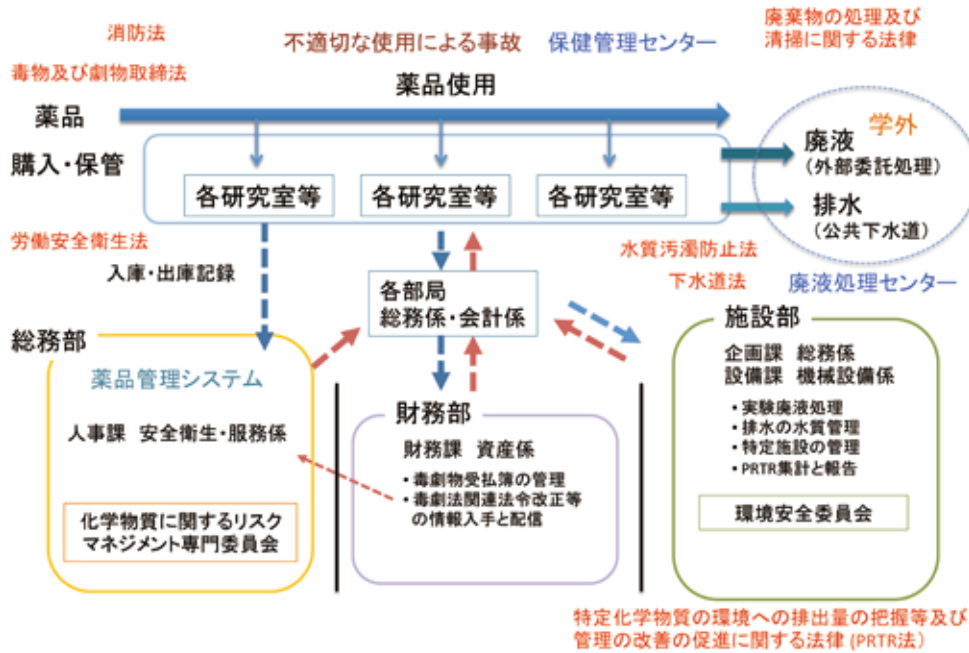 消防法
不適切な使用による事故
保健管理センター
廃棄物の処理及び
清掃に関する法律
毒物及び劇物取締法
薬品使用
薬品
購入・保管
各研究室等
各研究室等
各研究室等
学外
廃液
(外部委託処理)
排水
(公共下水道)
労働安全衛生法
入庫・出庫記録
水質汚濁防止法
下水道法
廃液処理センター
各部局
総務係・会計係
総務部
薬品管理システム
人事課 安全衛生・服務係
化学物質に関するリスク
マネジメント専門委員会
財務部
財務課 資産係
・毒劇物受払簿の管理
・毒劇法関連法令改正等
の情報入手と配信
施設部
企画課 総務係
設備課 機械設備係
・実験廃液処理
・排水の水質管理
・特定施設の管理
・PRTR集計と報告
環境安全委員会
特定化学物質の環境への排出量の把握等及び
管理の改善の促進に関する法律 (PRTR法)